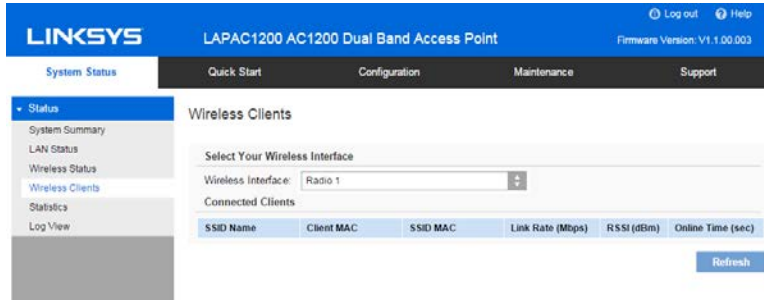 Log out Help
LINKSYS LAPAC1200 AC1200 Dual Band Access Point Firmware Version: V1.1.00.003
System Status Quick Start Configuration Maintenance Support
Status
System Summary
LAN Status
Wireless Status
Wireless Clients
Statistics
Log View
Wireless Clients
Select Your Wireless Interface
Wireless Interface: Radio 1
Connected Clients
SSID Name Client MAC SSID MAC Link Rate (Mbps) RSSI (dBm) Online Time (sec)
Refresh